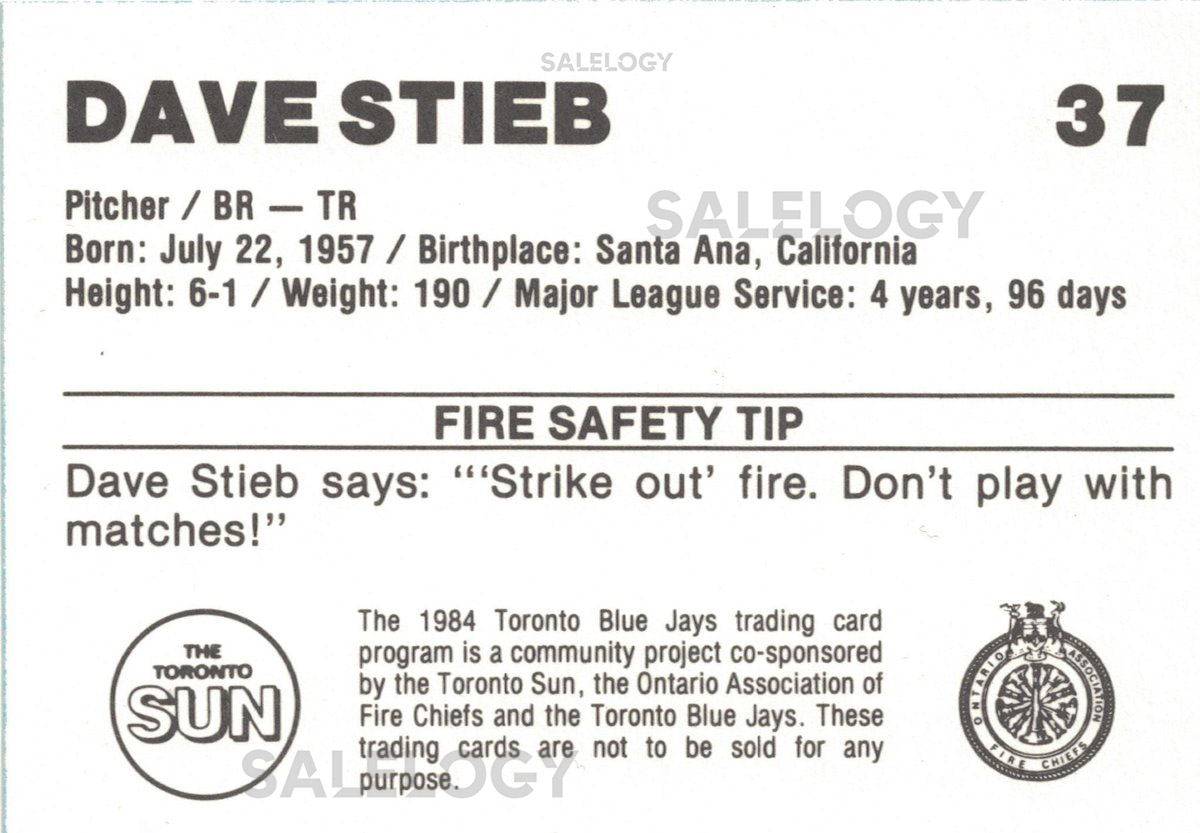 SALELOGY
DAVE STIEB 37
Pitcher / BR — TR
SALELOGY
Born: July 22, 1957 / Birthplace: Santa Ana, California
Height: 6-1 / Weight: 190 / Major League Service: 4 years, 96 days
FIRE SAFETY TIP
Dave Stieb says: "'Strike out' fire. Don't play with
matches!"
THE
TORONTO
SUN
The 1984 Toronto Blue Jays trading card
program is a community project co-sponsored
by the Toronto Sun, the Ontario Association of
Fire Chiefs and the Toronto Blue Jays. These
trading cards are not to be sold for any
purpose.
ONTARIO ASSOCIATION
FIRE CHIEFS
SALELOGY